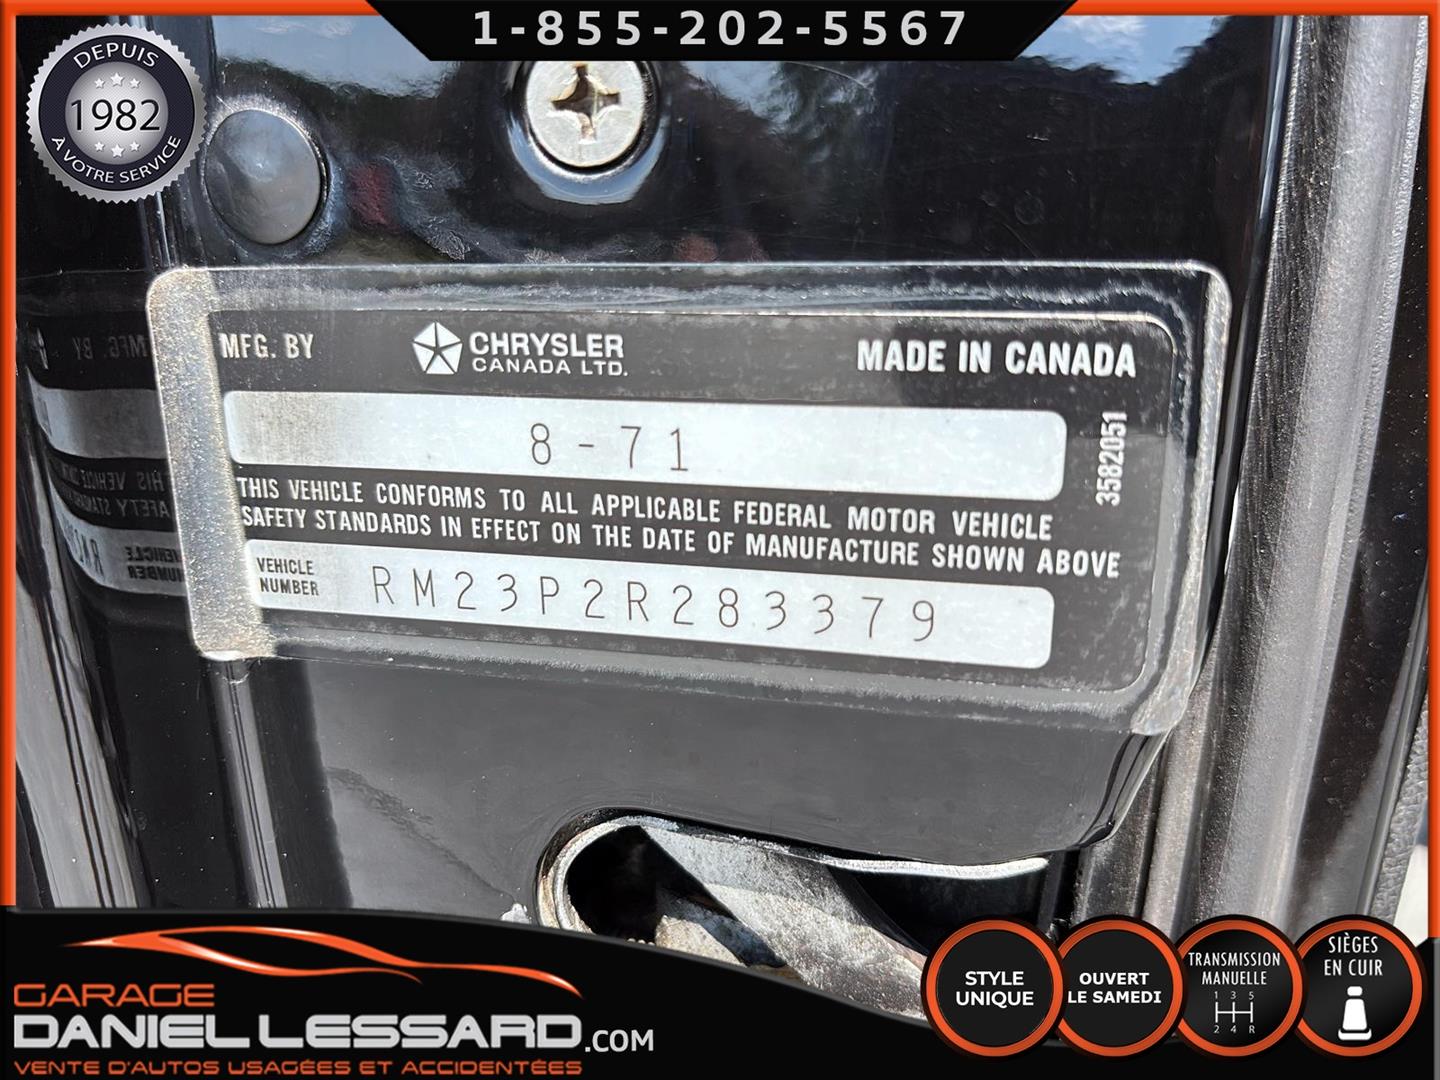 1-855-202-5567
DEPUIS
1982
À VOTRE SERVICE
MFG. BY
CHRYSLER
CANADA LTD.
MADE IN CANADA
8-71
3582051
THIS VEHICLE CONFORMS TO ALL APPLICABLE FEDERAL MOTOR VEHICLE
SAFETY STANDARDS IN EFFECT ON THE DATE OF MANUFACTURE SHOWN ABOVE
VEHICLE
NUMBER
RM23P2R283379
GARAGE
DANIEL LESSARD.COM
VENTE D'AUTOS USAGÉES ET ACCIDENTÉES
STYLE
UNIQUE
OUVERT
LE SAMEDI
TRANSMISSION
MANUELLE
1 3 5
2 4 R
SIÈGES
EN CUIR